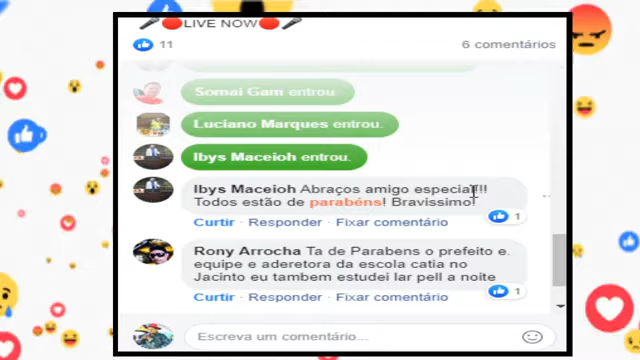 LIVE NOW
11
6 comentários
Somai Gam entrou.
Luciano Marques entrou.
Ibys Maceioh entrou.
Ibys Maceioh Abraços amigo especial!!!
Todos estão de parabéns! Bravissimo!
Curtir · Responder · Fixar comentário
1
Rony Arrocha Ta de Parabens o prefeito e.
equipe e aderetora da escola catia no
Jacinto eu tambem estudei lar pell a noite
Curtir · Responder · Fixar comentário
1
Escreva um comentário...